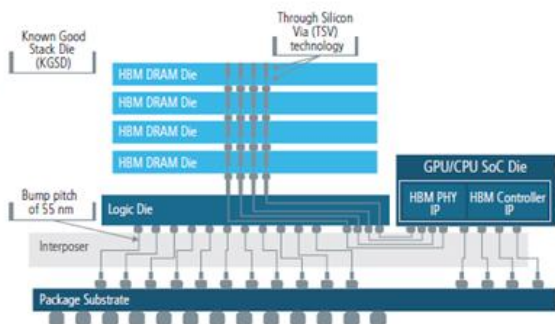 Known Good
Stack Die
(KGSD)
Through Silicon
Via (TSV)
technology
HBM DRAM Die
HBM DRAM Die
HBM DRAM Die
HBM DRAM Die
GPU/CPU SoC Die
HBM PHY
IP
HBM Controller
IP
Bump pitch
of 55 nm
Logic Die
Interposer
Package Substrate